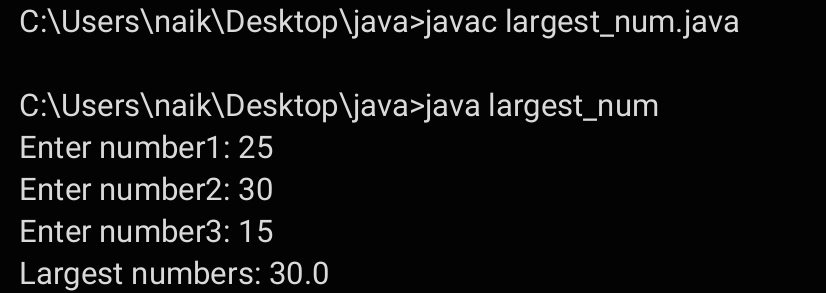 C:\Users\naik\Desktop\java>javac largest_num.java
C:\Users\naik\Desktop\java>java largest_num
Enter number1: 25
Enter number2: 30
Enter number3: 15
Largest numbers: 30.0